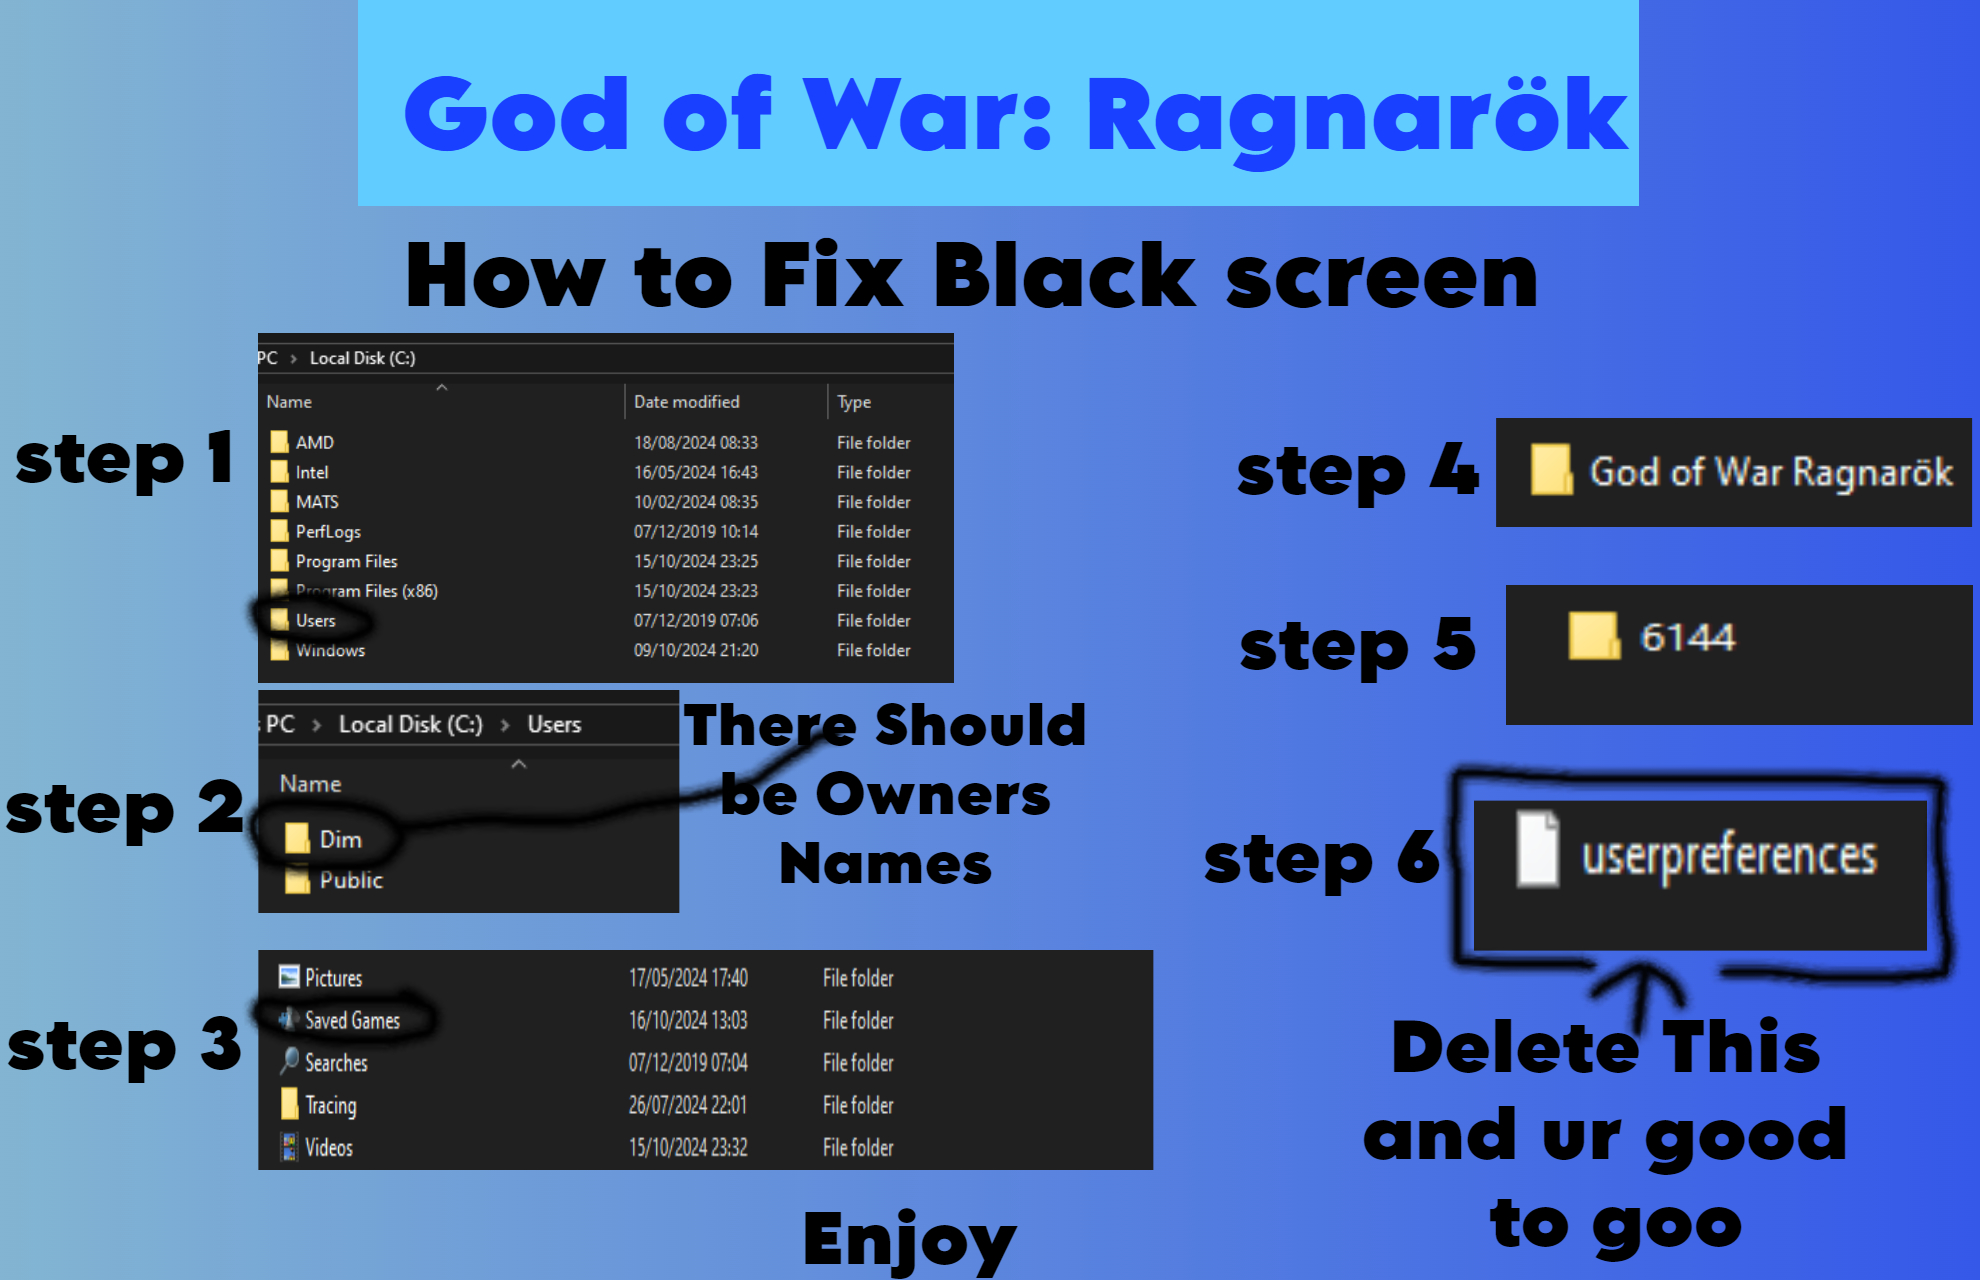 God of War: Ragnarök
How to Fix Black screen
step 1
PC > Local Disk (C:)
Name Date modified Type
AMD 18/08/2024 08:33 File folder
Intel 16/05/2024 16:43 File folder
MATS 10/02/2024 08:35 File folder
PerfLogs 07/12/2019 10:14 File folder
Program Files 15/10/2024 23:25 File folder
Program Files (x86) 15/10/2024 23:23 File folder
Users 07/12/2019 07:06 File folder
Windows 09/10/2024 21:20 File folder
step 2
PC > Local Disk (C:) > Users
Name
Dim
Public
There Should
be Owners
Names
step 3
Pictures 17/05/2024 17:40 File folder
Saved Games 16/10/2024 13:03 File folder
Searches 07/12/2019 07:04 File folder
Tracing 26/07/2024 22:01 File folder
Videos 15/10/2024 23:32 File folder
step 4
God of War Ragnarök
step 5
6144
step 6
userpreferences
Delete This
and ur good
to goo
Enjoy